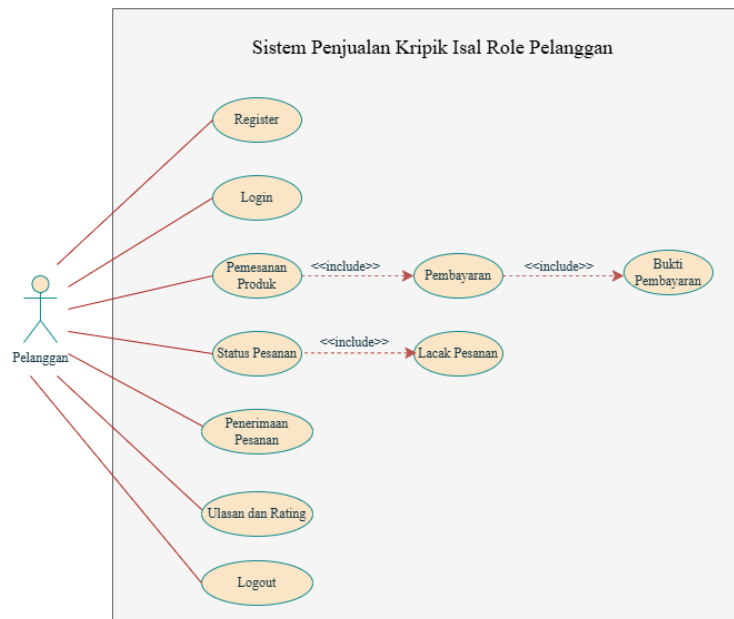 Sistem Penjualan Kripik Isal Role Pelanggan
Register
Login
Pemesanan
Produk
<<include>>
Pembayaran
<<include>>
Bukti
Pembayaran
Pelanggan
Status Pesanan
<<include>>
Lacak Pesanan
Penerimaan
Pesanan
Ulasan dan Rating
Logout